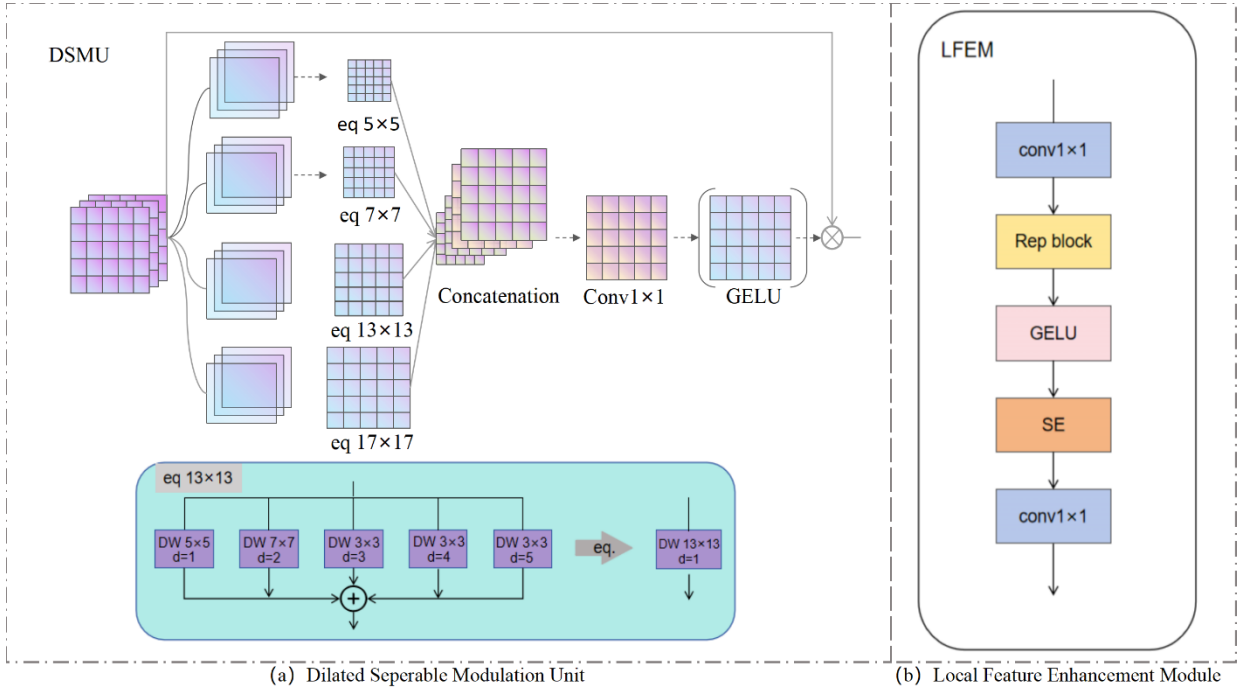 DSMU
eq 5×5
eq 7×7
eq 13×13
eq 17×17
Concatenation
Conv1×1
GELU
eq 13×13
DW 5×5
d=1
DW 7×7
d=2
DW 3×3
d=3
DW 3×3
d=4
DW 3×3
d=5
eq.
DW 13×13
d=1
(a) Dilated Seperable Modulation Unit
LFEM
conv1×1
Rep block
GELU
SE
conv1×1
(b) Local Feature Enhancement Module